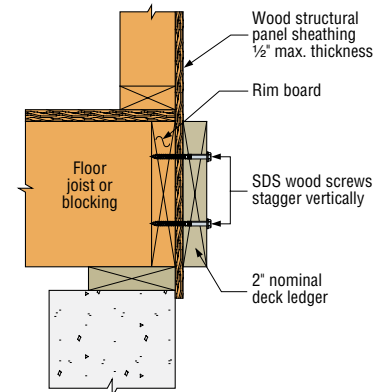 Wood structural
panel sheathing
½" max. thickness
Rim board
Floor
joist or
blocking
SDS wood screws
stagger vertically
2" nominal
deck ledger